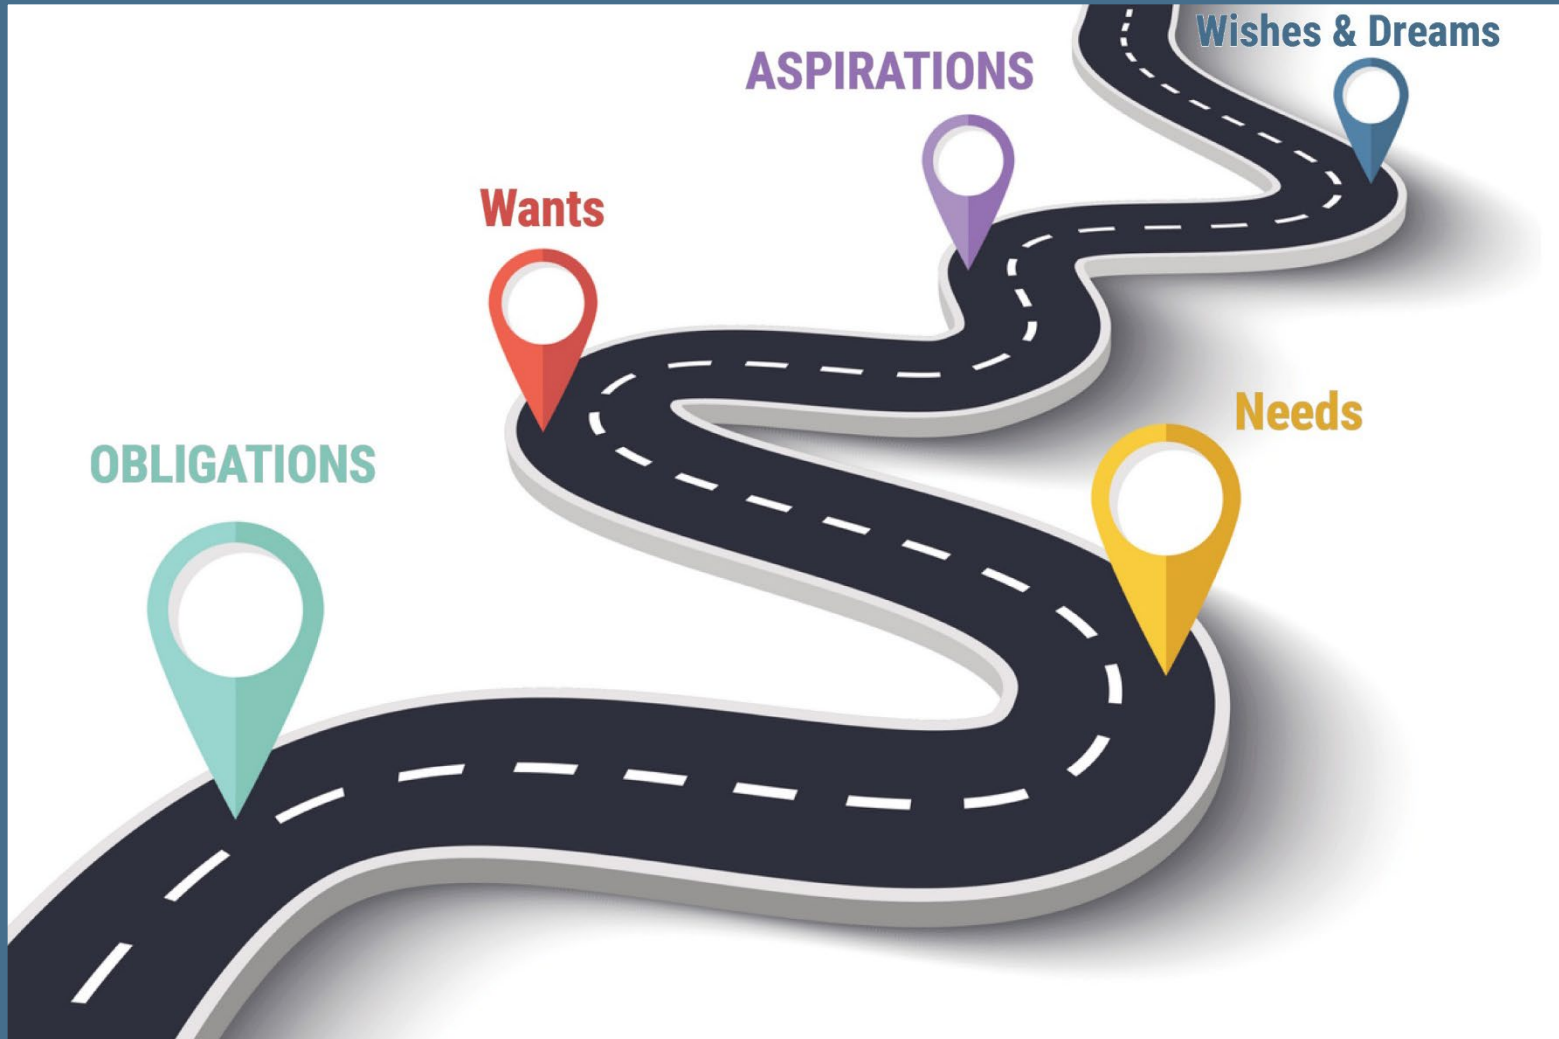 Wishes & Dreams
ASPIRATIONS
Wants
Needs
OBLIGATIONS